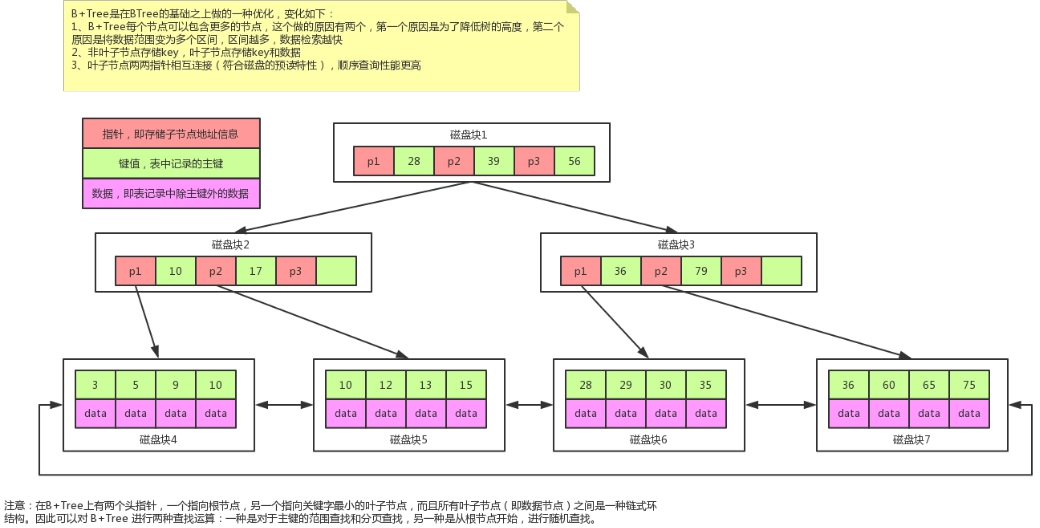 B+Tree是在BTree的基础之上做的一种优化，变化如下：
1、B+Tree每个节点可以包含更多的节点，这个做的原因有两个，第一个原因是为了降低树的高度，第二个
原因是将数据范围变为多个区间，区间越多，数据检索越快
2、非叶子节点存储key，叶子节点存储key和数据
3、叶子节点两两指针相互连接（符合磁盘的预读特性），顺序查询性能更高
指针，即存储子节点地址信息
键值，表中记录的主键
数据，即表记录中除主键外的数据
磁盘块1
p1 28 p2 39 p3 56
磁盘块2
p1 10 p2 17 p3
磁盘块3
p1 36 p2 79 p3
3 5 9 10
data data data data
磁盘块4
10 12 13 15
data data data data
磁盘块5
28 29 30 35
data data data data
磁盘块6
36 60 65 75
data data data data
磁盘块7
注意：在B+Tree上有两个头指针，一个指向根节点，另一个指向关键字最小的叶子节点，而且所有叶子节点（即数据节点）之间是一种链式环
结构。因此可以对 B+Tree 进行两种查找运算：一种是对于主键的范围查找和分页查找，另一种是从根节点开始，进行随机查找。